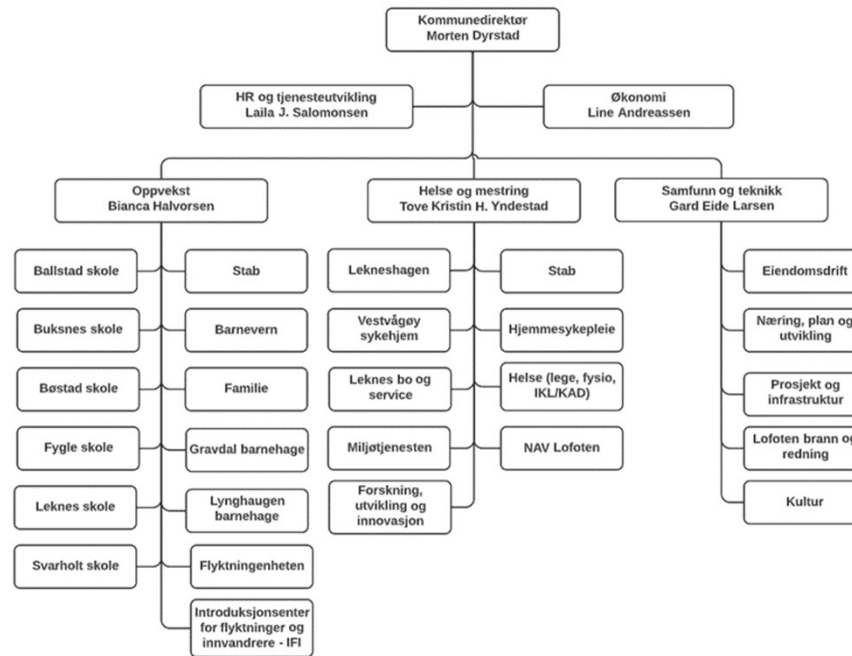 Kommunedirektør
Morten Dyrstad
HR og tjenesteutvikling
Laila J. Salomonsen
Økonomi
Line Andreassen
Oppvekst
Bianca Halvorsen
Helse og mestring
Tove Kristin H. Yndestad
Samfunn og teknikk
Gard Eide Larsen
Ballstad skole
Stab
Buksnes skole
Barnevern
Bøstad skole
Familie
Fygle skole
Gravdal barnehage
Leknes skole
Lynghaugen
barnehage
Svarholt skole
Flyktningenheten
Introduksjonsenter
for flyktninger og
innvandrere - IFI
Lekneshagen
Stab
Vestvågøy
sykehjem
Hjemmesykepleie
Leknes bo og
service
Helse (lege, fysio,
IKL/KAD)
Miljøtjenesten
NAV Lofoten
Forskning,
utvikling og
innovasjon
Eiendomsdrift
Næring, plan og
utvikling
Prosjekt og
infrastruktur
Lofoten brann og
redning
Kultur